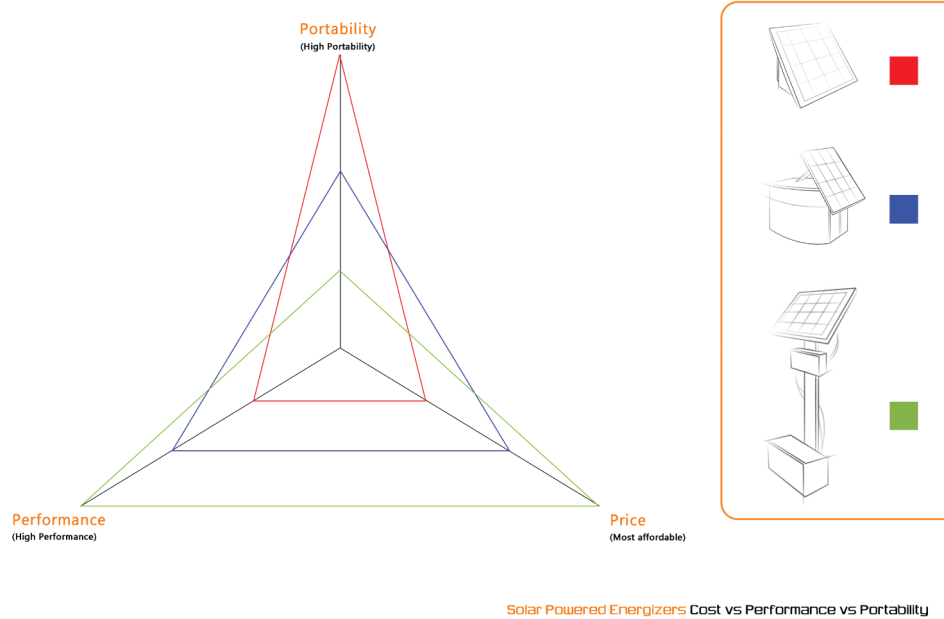 Portability
(High Portability)
Performance
(High Performance)
Price
(Most affordable)
Solar Powered Energizers Cost vs Performance vs Portability